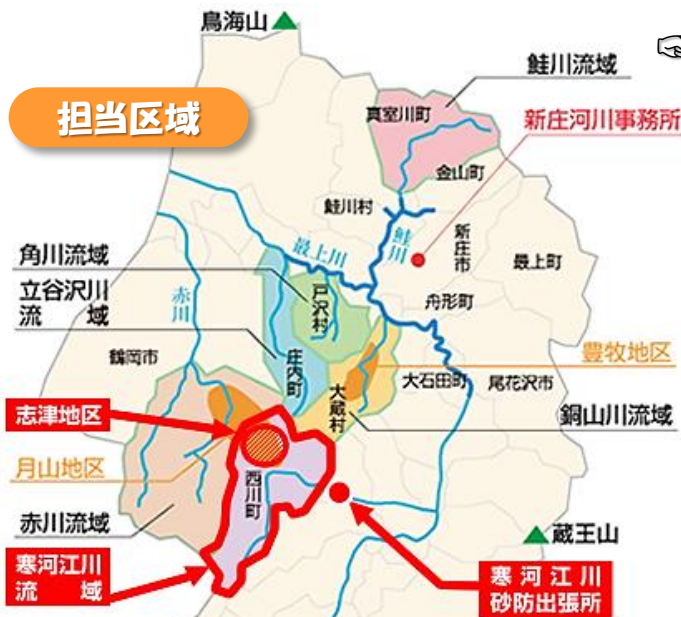 鳥海山
☞
担当区域
鮭川流域
真室川町
新庄河川事務所
金山町
鮭川村
鮭川
新庄市
最上町
最上川
角川流域
赤川
戸沢村
舟形町
立谷沢川
流域
鶴岡市
庄内町
豊牧地区
大石田町
尾花沢市
大蔵村
志津地区
銅山川流域
月山地区
西川町
赤川流域
蔵王山
寒河江川
流域
寒河江川
砂防出張所